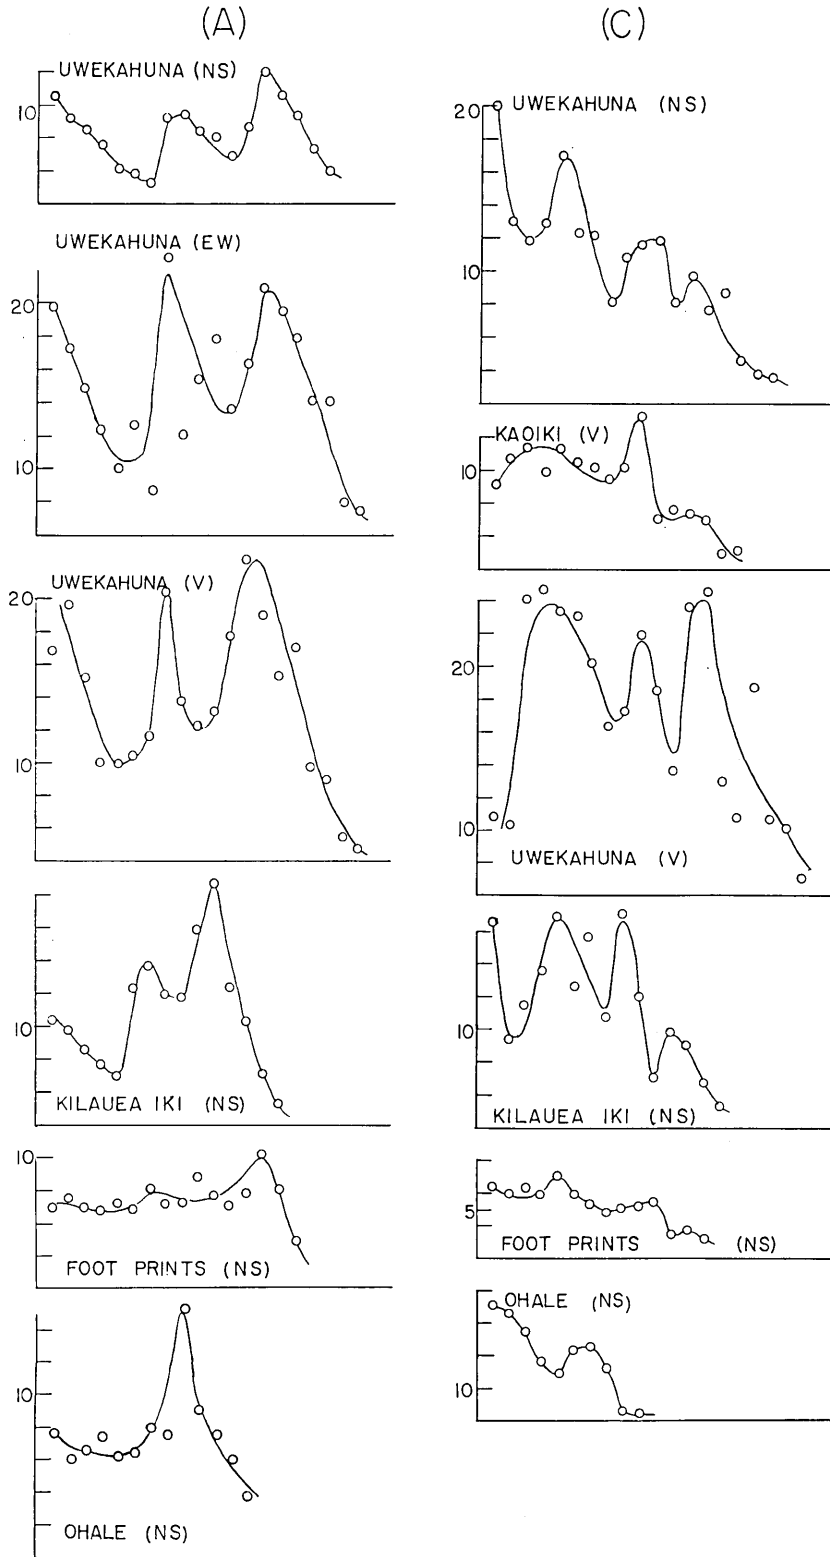 (A)
UWEKAHUNA (NS)
10
UWEKAHUNA (EW)
20
10
UWEKAHUNA (V)
20
10
10
KILAUEA IKI (NS)
10
FOOT PRINTS (NS)
10
OHALE (NS)
(C)
20
UWEKAHUNA (NS)
10
KAOIKI (V)
10
20
10
UWEKAHUNA (V)
10
KILAUEA IKI (NS)
5
FOOT PRINTS (NS)
OHALE (NS)
10